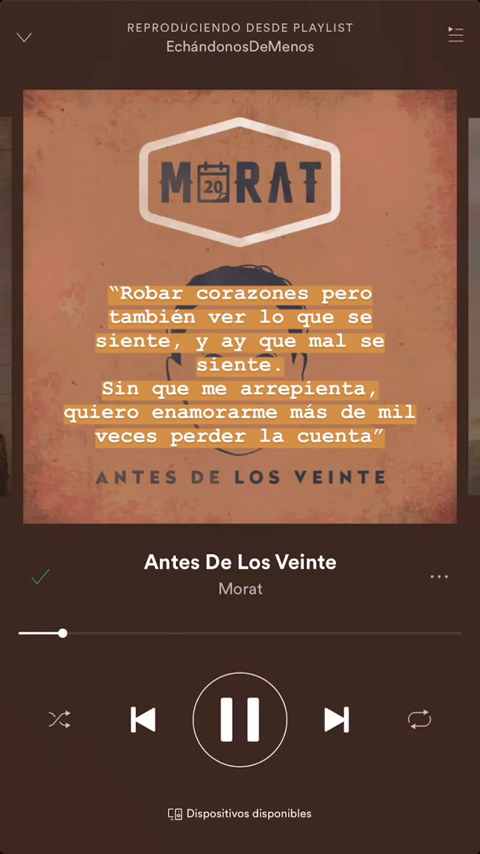 REPRODUCIENDO DESDE PLAYLIST
EchándonosDeMenos
MORAT
20
“Robar corazones pero
también ver lo que se
siente, y ay que mal se
siente.
Sin que me arrepienta,
quiero enamorarme más de mil
veces perder la cuenta”
ANTES DE LOS VEINTE
Antes De Los Veinte
Morat
Dispositivos disponibles